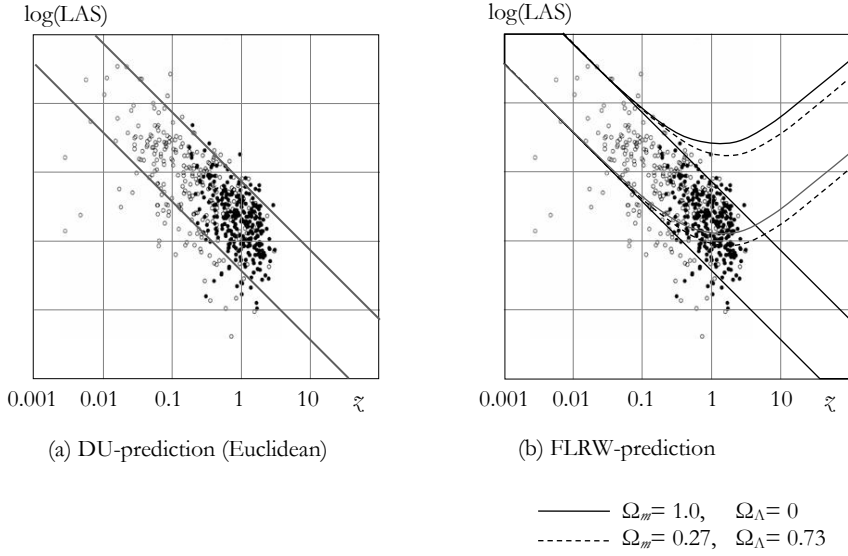 log(LAS)
0.001 0.01 0.1 1 z 10
(a) DU-prediction (Euclidean)
log(LAS)
0.001 0.01 0.1 1 10 z
(b) FLRW-prediction
Ωm= 1.0, ΩΛ= 0
Ωm= 0.27, ΩΛ= 0.73